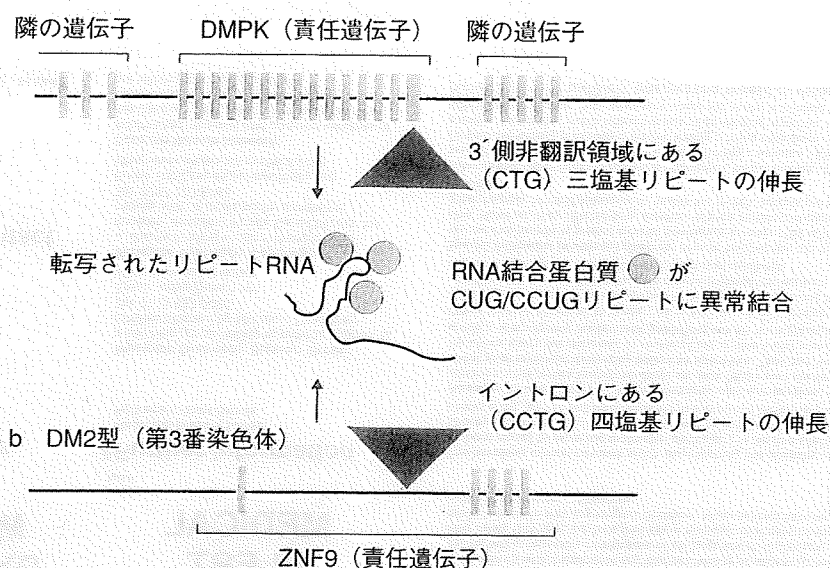 隣の遺伝子 DMPK（責任遺伝子） 隣の遺伝子
3´側非翻訳領域にある
（CTG）三塩基リピートの伸長
転写されたリピートRNA
RNA結合蛋白質 が
CUG/CCUGリピートに異常結合
イントロンにある
（CCTG）四塩基リピートの伸長
b DM2型（第3番染色体）
ZNF9（責任遺伝子）